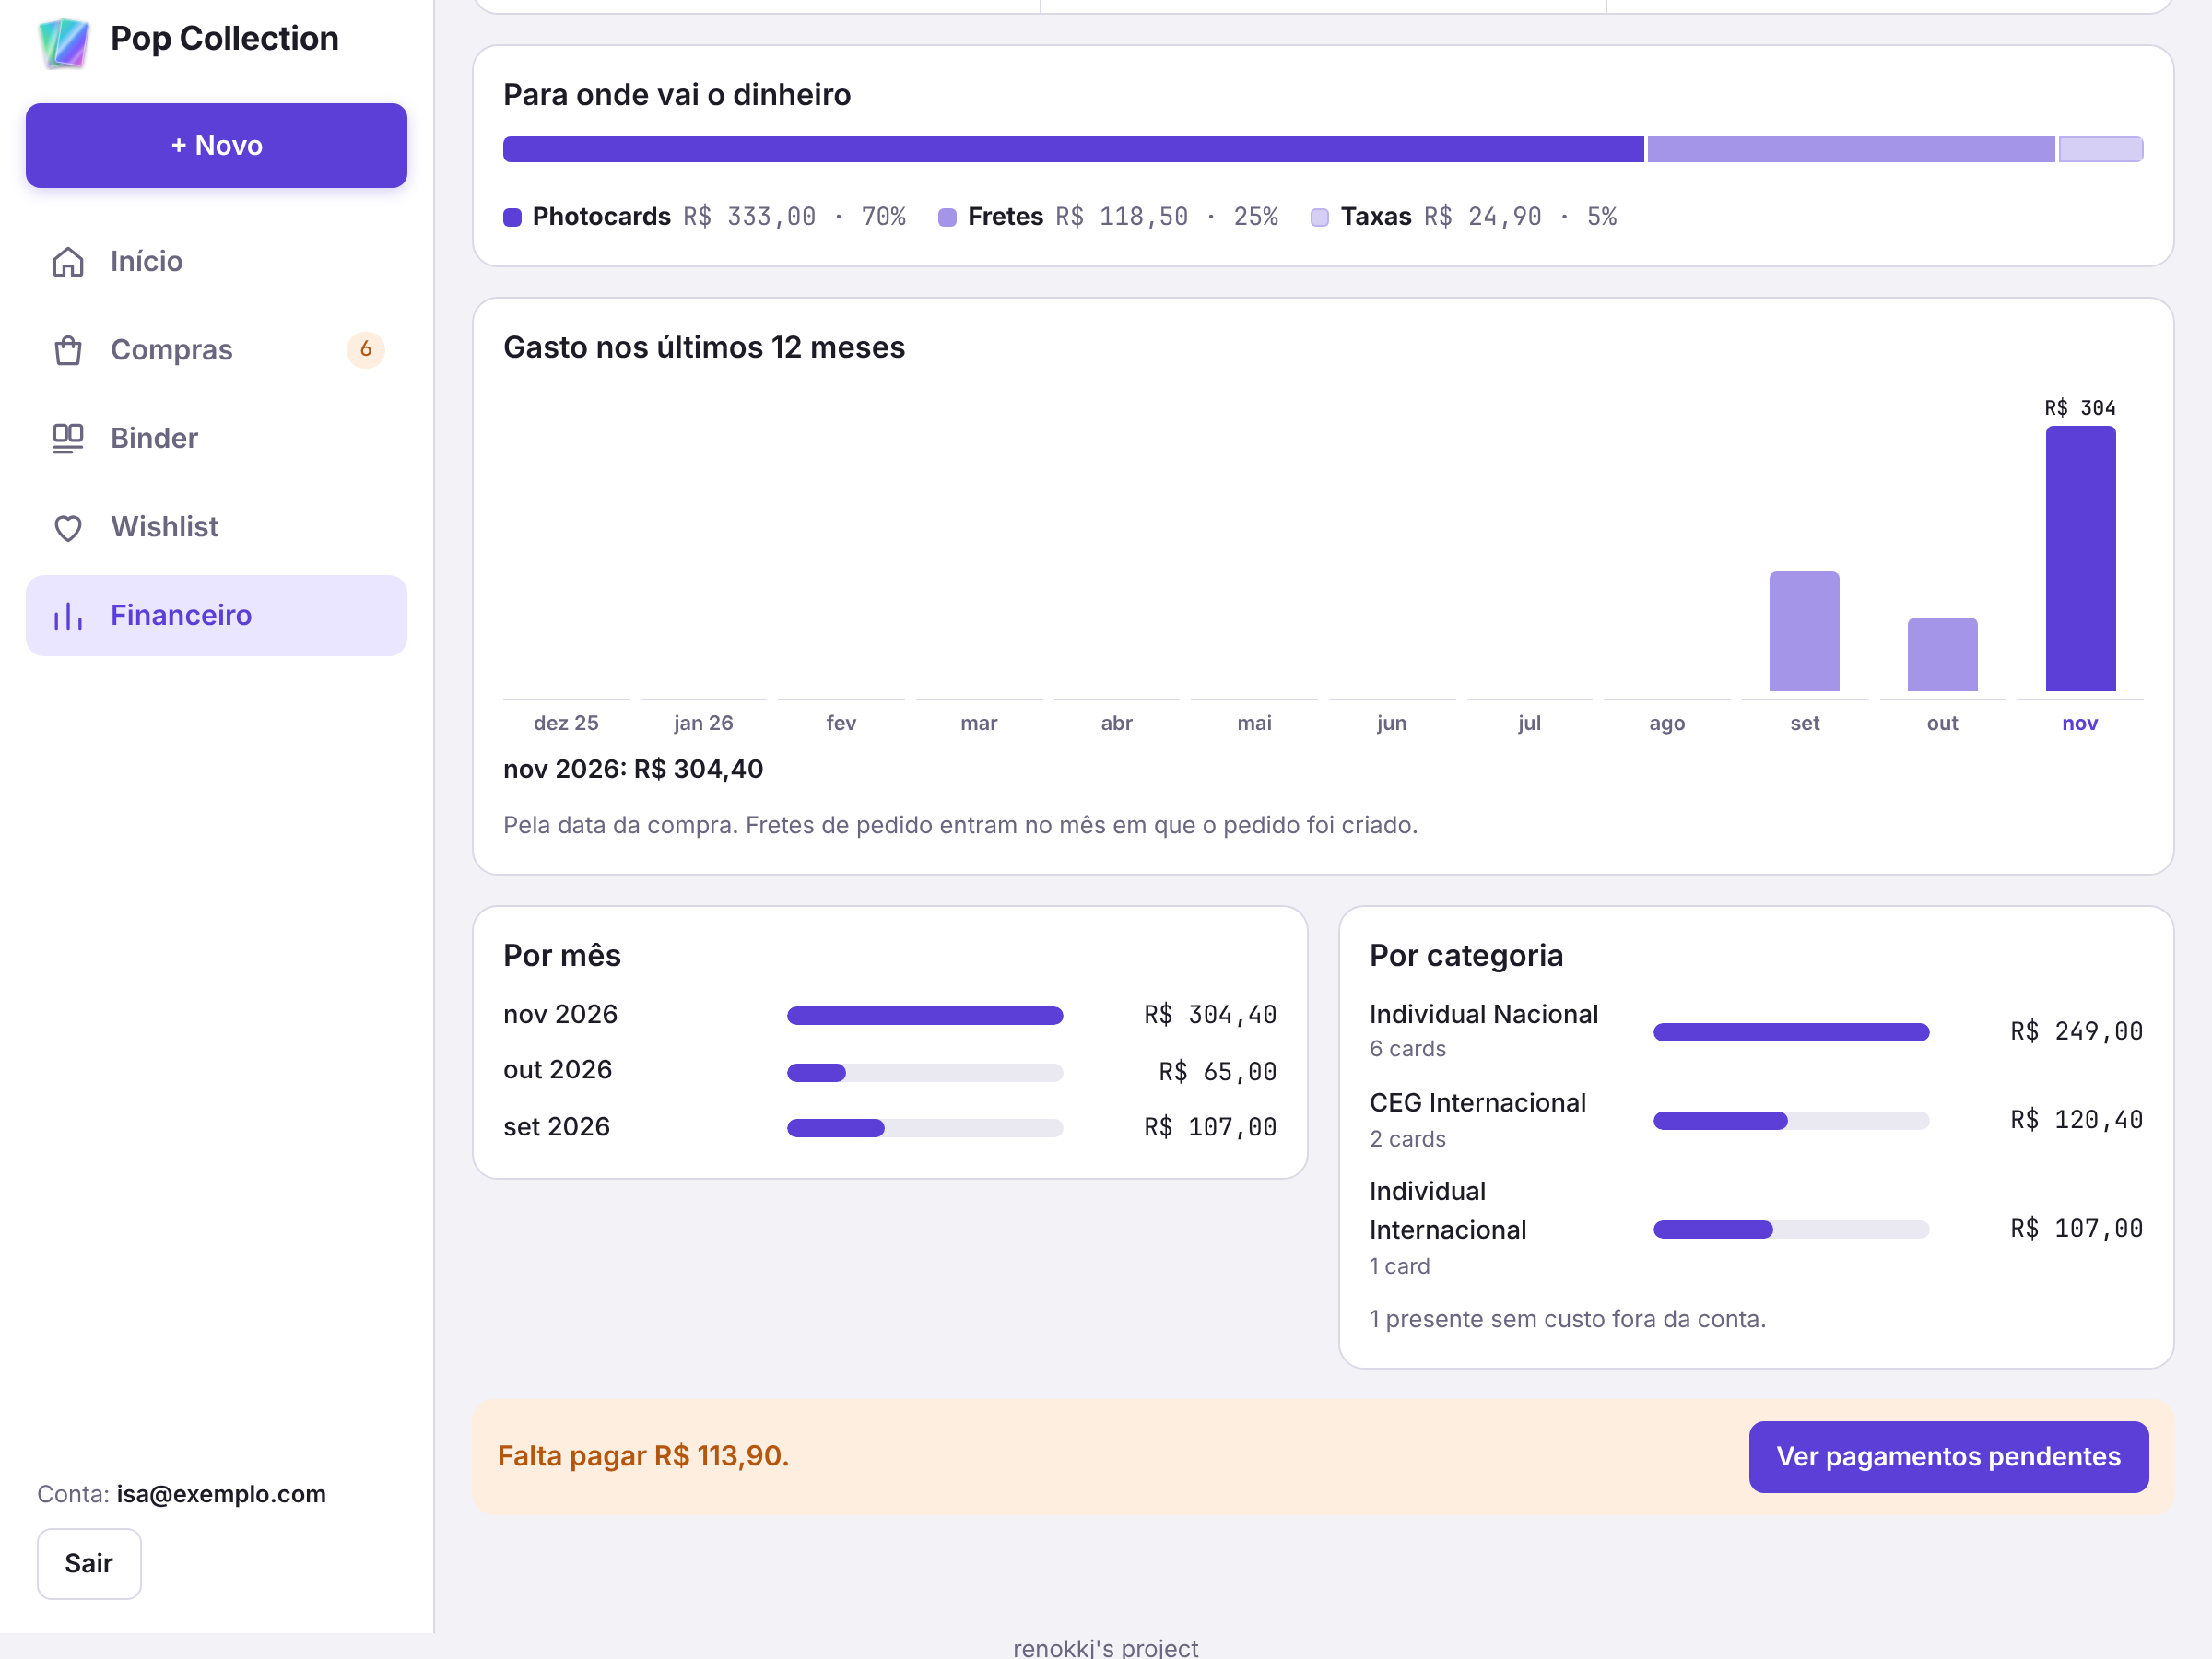 Pop Collection
+ Novo
Início
Compras 6
Binder
Wishlist
Financeiro
Conta: isa@exemplo.com
Sair
Para onde vai o dinheiro
Photocards R$ 333,00 · 70% Fretes R$ 118,50 · 25% Taxas R$ 24,90 · 5%
Gasto nos últimos 12 meses
R$ 304
dez 25 jan 26 fev mar abr mai jun jul ago set out nov
nov 2026: R$ 304,40
Pela data da compra. Fretes de pedido entram no mês em que o pedido foi criado.
Por mês
nov 2026 R$ 304,40
out 2026 R$ 65,00
set 2026 R$ 107,00
Por categoria
Individual Nacional R$ 249,00
6 cards
CEG Internacional R$ 120,40
2 cards
Individual
Internacional R$ 107,00
1 card
1 presente sem custo fora da conta.
Falta pagar R$ 113,90.
Ver pagamentos pendentes
renokkj's project